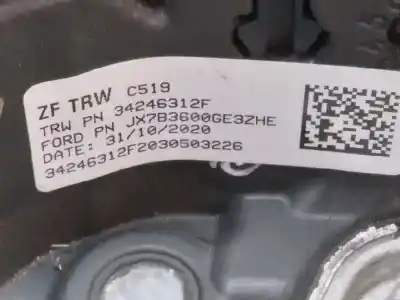 ZF TRW C519
TRW PN 34246312F
FORD PN JX7B3600GE3ZHE
DATE: 31/10/2020
34246312F2030503226